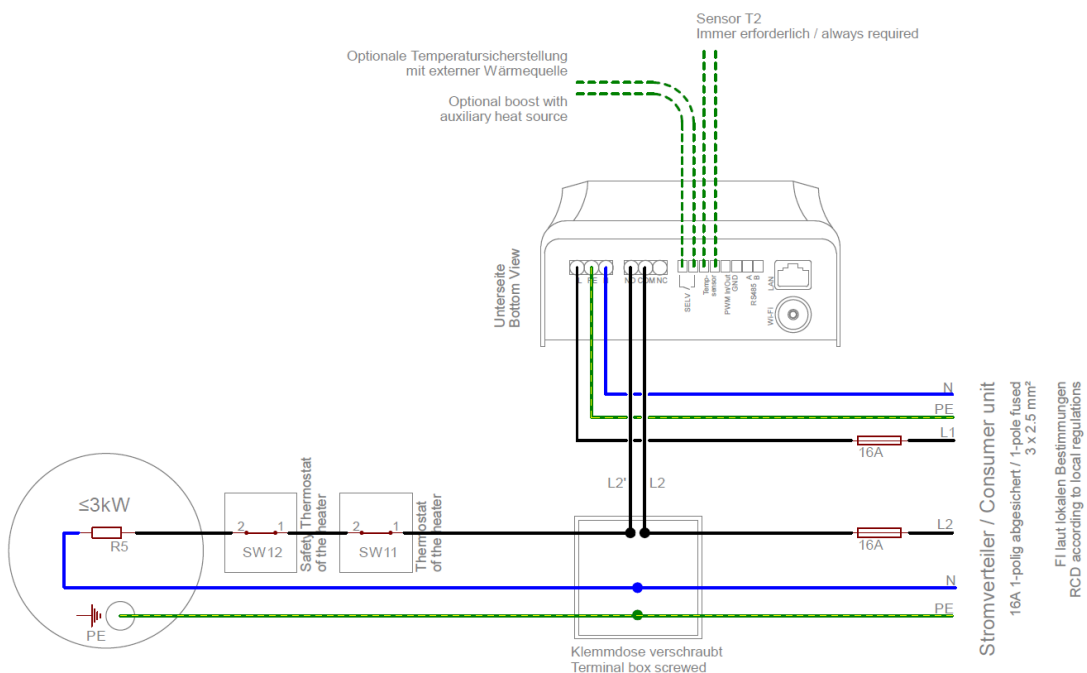 Sensor T2
Immer erforderlich / always required
Optionale Temperatursicherstellung
mit externer Wärmequelle
Optional boost with
auxiliary heat source
Unterseite
Bottom View
L PE N
NO COM NC
SELV
Temp.
sensor
PWM In/Out
GND
RS485 A
B
LAN
Wi-Fi
N
PE
L1
16A
L2' L2
≤3kW
R5
2 1
SW12
Safety Thermostat
of the heater
2 1
SW11
Thermostat
of the heater
L2
16A
N
PE
PE
Klemmdose verschraubt
Terminal box screwed
Stromverteiler / Consumer unit
16A 1-polig abgesichert / 1-pole fused
3 x 2.5 mm²
FI laut lokalen Bestimmungen
RCD according to local regulations